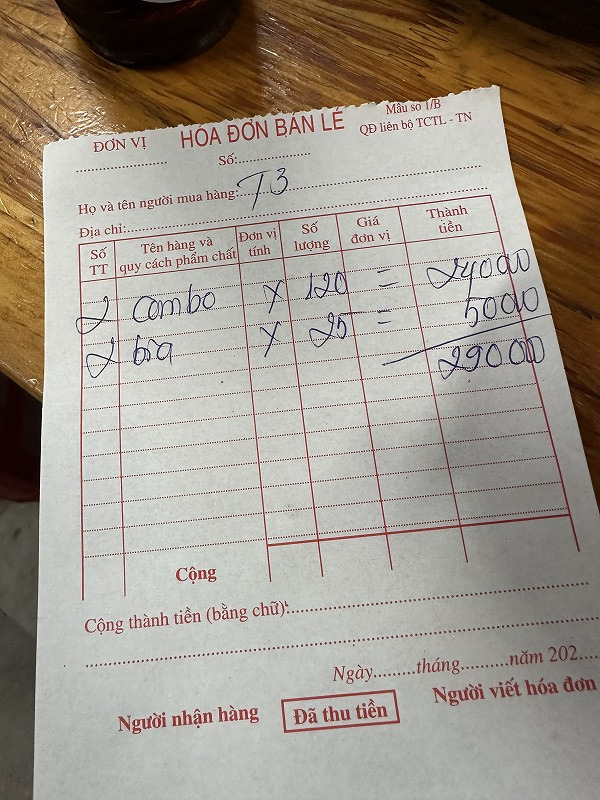 ĐƠN VỊ HÓA ĐƠN BÁN LẺ Mẫu số 1/B
Số:.................... QĐ liên bộ TCTL - TN
Họ và tên người mua hàng: T3
Địa chỉ:
Số TT Tên hàng và quy cách phẩm chất Đơn vị tính Số lượng Giá đơn vị Thành tiền
2 combo x 120 = 240000
2 bia x 25 = 50000
290000
Cộng
Cộng thành tiền (bằng chữ):
Ngày.........tháng..........năm 202....
Người nhận hàng Đã thu tiền Người viết hóa đơn